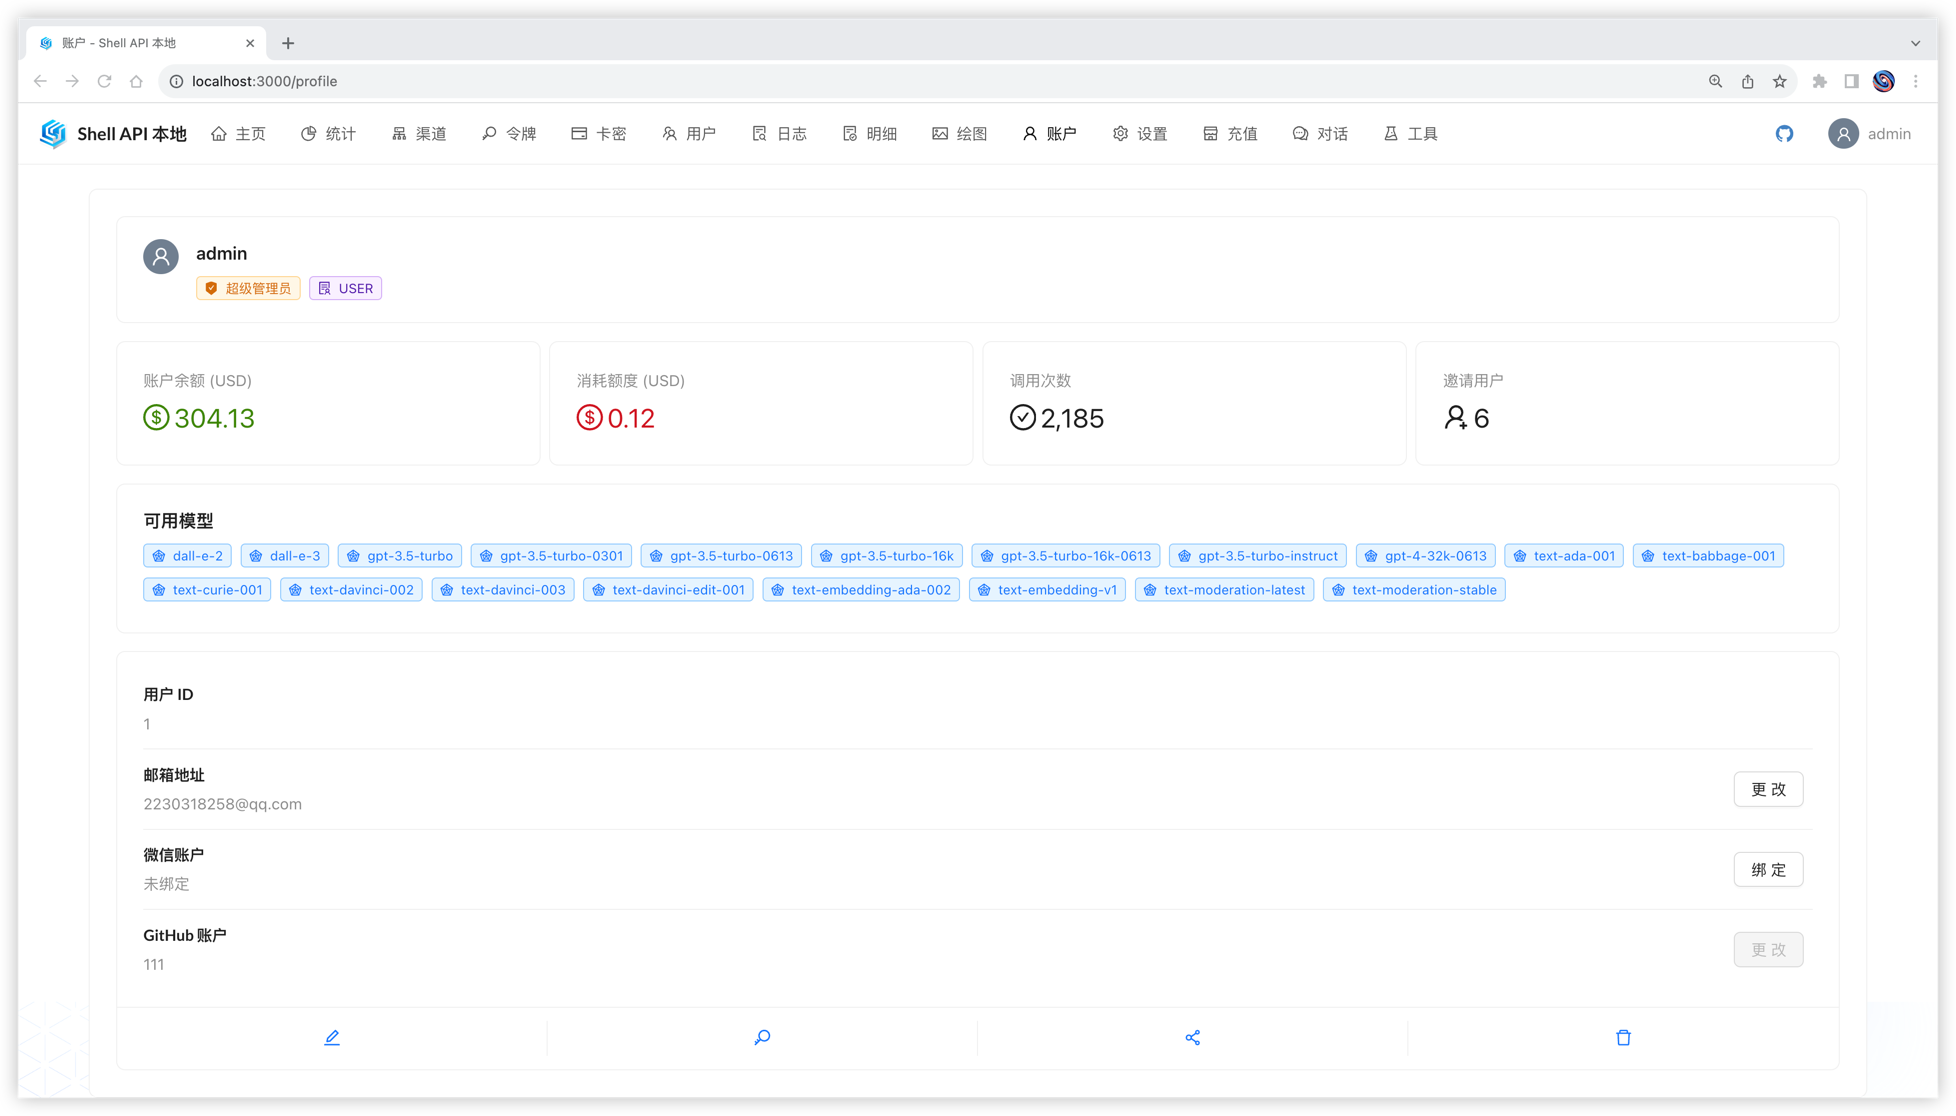 账户 - Shell API 本地
localhost:3000/profile
Shell API 本地 主页 统计 渠道 令牌 卡密 用户 日志 明细 绘图 账户 设置 充值 对话 工具 admin
admin
超级管理员 USER
账户余额 (USD) 消耗额度 (USD) 调用次数 邀请用户
304.13 0.12 2,185 6
可用模型
dall-e-2 dall-e-3 gpt-3.5-turbo gpt-3.5-turbo-0301 gpt-3.5-turbo-0613 gpt-3.5-turbo-16k gpt-3.5-turbo-16k-0613 gpt-3.5-turbo-instruct gpt-4-32k-0613 text-ada-001 text-babbage-001
text-curie-001 text-davinci-002 text-davinci-003 text-davinci-edit-001 text-embedding-ada-002 text-embedding-v1 text-moderation-latest text-moderation-stable
用户 ID
1
邮箱地址
2230318258@qq.com
更 改
微信账户
未绑定
绑 定
GitHub 账户
111
更 改